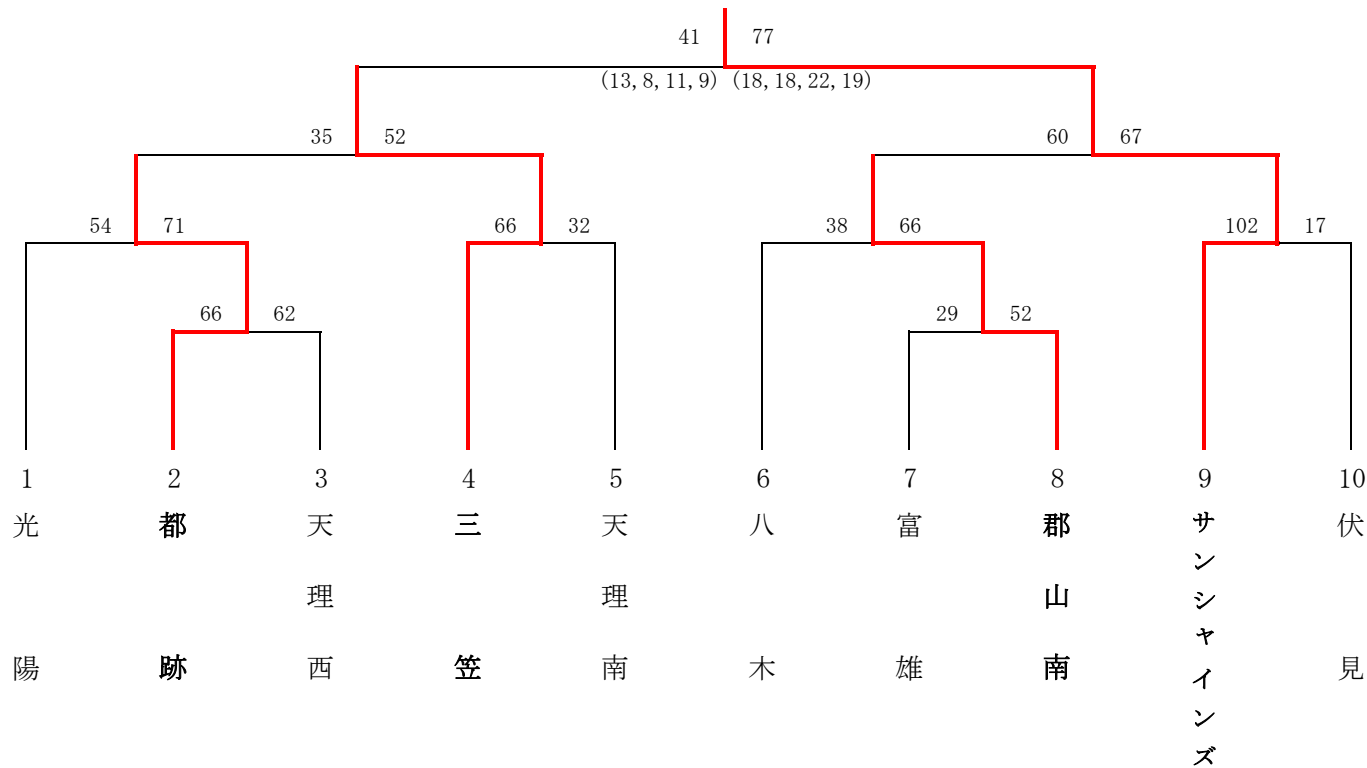 41 77
(13, 8, 11, 9) (18, 18, 22, 19)
35 52 60 67
54 71 66 32 38 66 102 17
66 62 29 52
1 2 3 4 5 6 7 8 9 10
光陽
都跡
天理西
三笠
天理南
八木
富雄
郡山南
サンシャインズ
伏見